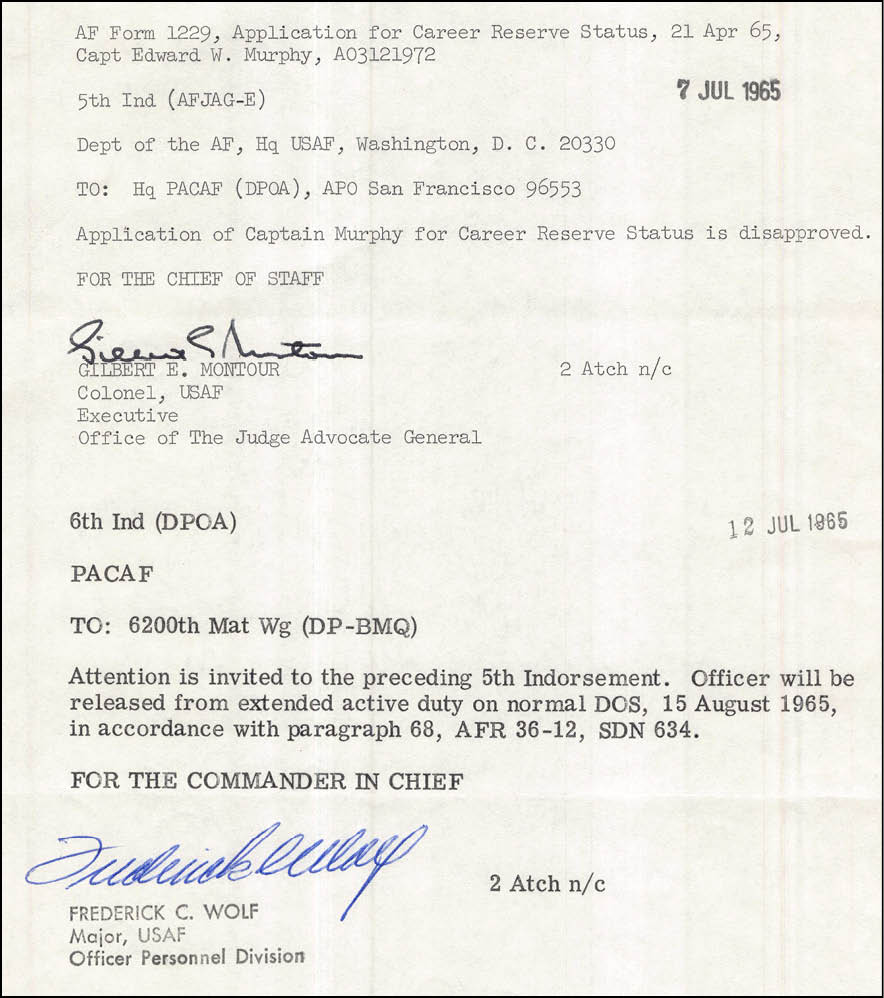 AF Form 1229, Application for Career Reserve Status, 21 Apr 65,
Capt Edward W. Murphy, AO3121972
5th Ind (AFJAG-E)
7 JUL 1965
Dept of the AF, Hq USAF, Washington, D. C. 20330
TO: Hq PACAF (DPOA), APO San Francisco 96553
Application of Captain Murphy for Career Reserve Status is disapproved.
FOR THE CHIEF OF STAFF
GILBERT E. MONTOUR
2 Atch n/c
Colonel, USAF
Executive
Office of The Judge Advocate General
6th Ind (DPOA)
12 JUL 1965
PACAF
TO: 6200th Mat Wg (DP-BMQ)
Attention is invited to the preceding 5th Indorsement. Officer will be
released from extended active duty on normal DOS, 15 August 1965,
in accordance with paragraph 68, AFR 36-12, SDN 634.
FOR THE COMMANDER IN CHIEF
2 Atch n/c
FREDERICK C. WOLF
Major, USAF
Officer Personnel Division